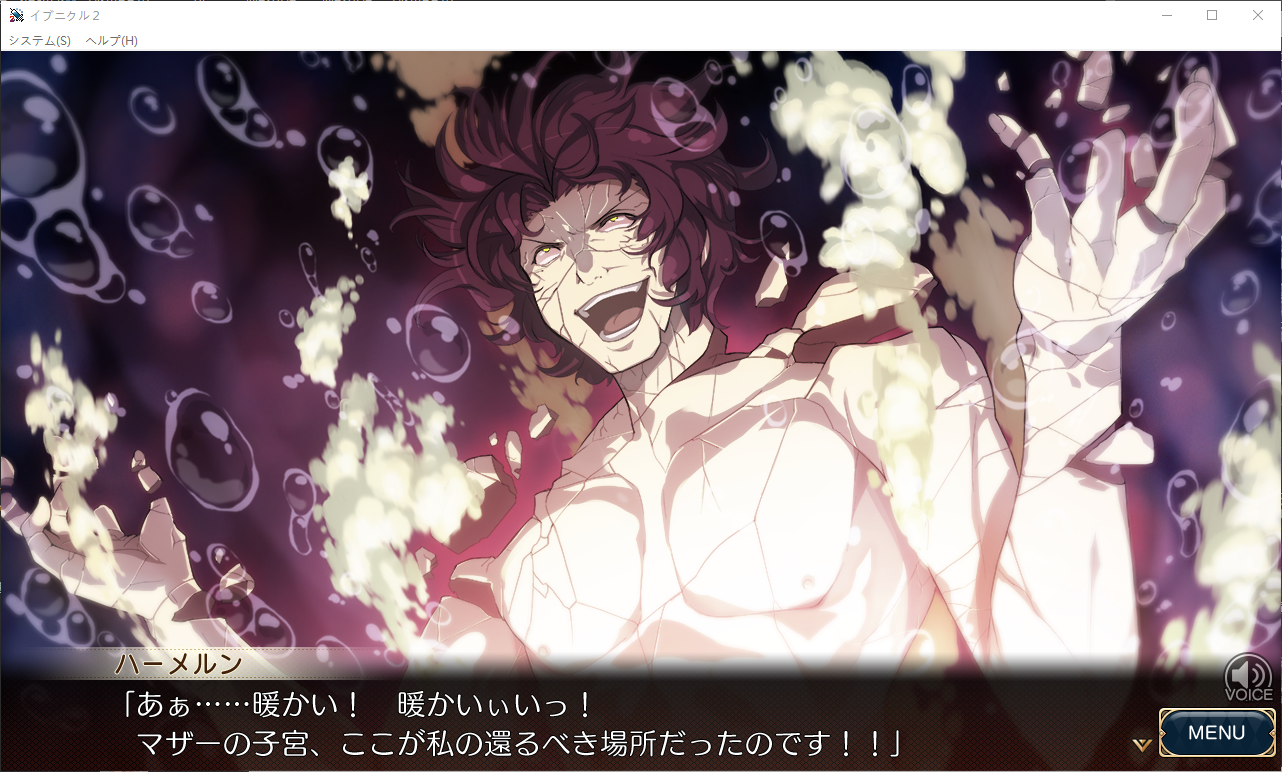 イブニクル2
システム(S) ヘルプ(H)
ハーメルン
「あぁ……暖かい！　暖かいぃいっ！
マザーの子宮、ここが私の還るべき場所だったのです！！」
VOICE
MENU